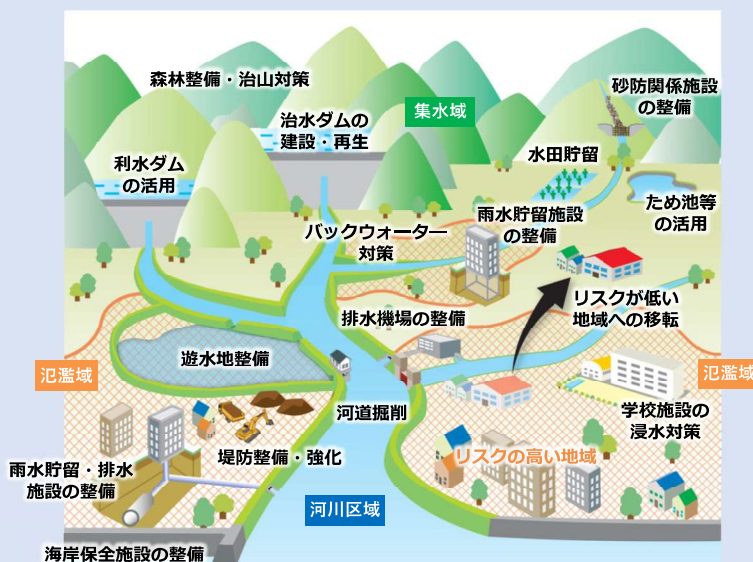 森林整備・治山対策
砂防関係施設
の整備
集水域
治水ダムの
建設・再生
水田貯留
利水ダム
の活用
ため池等
の活用
雨水貯留施設
の整備
バックウォーター
対策
リスクが低い
地域への移転
排水機場の整備
遊水地整備
氾濫域
氾濫域
河道掘削
学校施設の
浸水対策
堤防整備・強化
リスクの高い地域
雨水貯留・排水
施設の整備
河川区域
海岸保全施設の整備